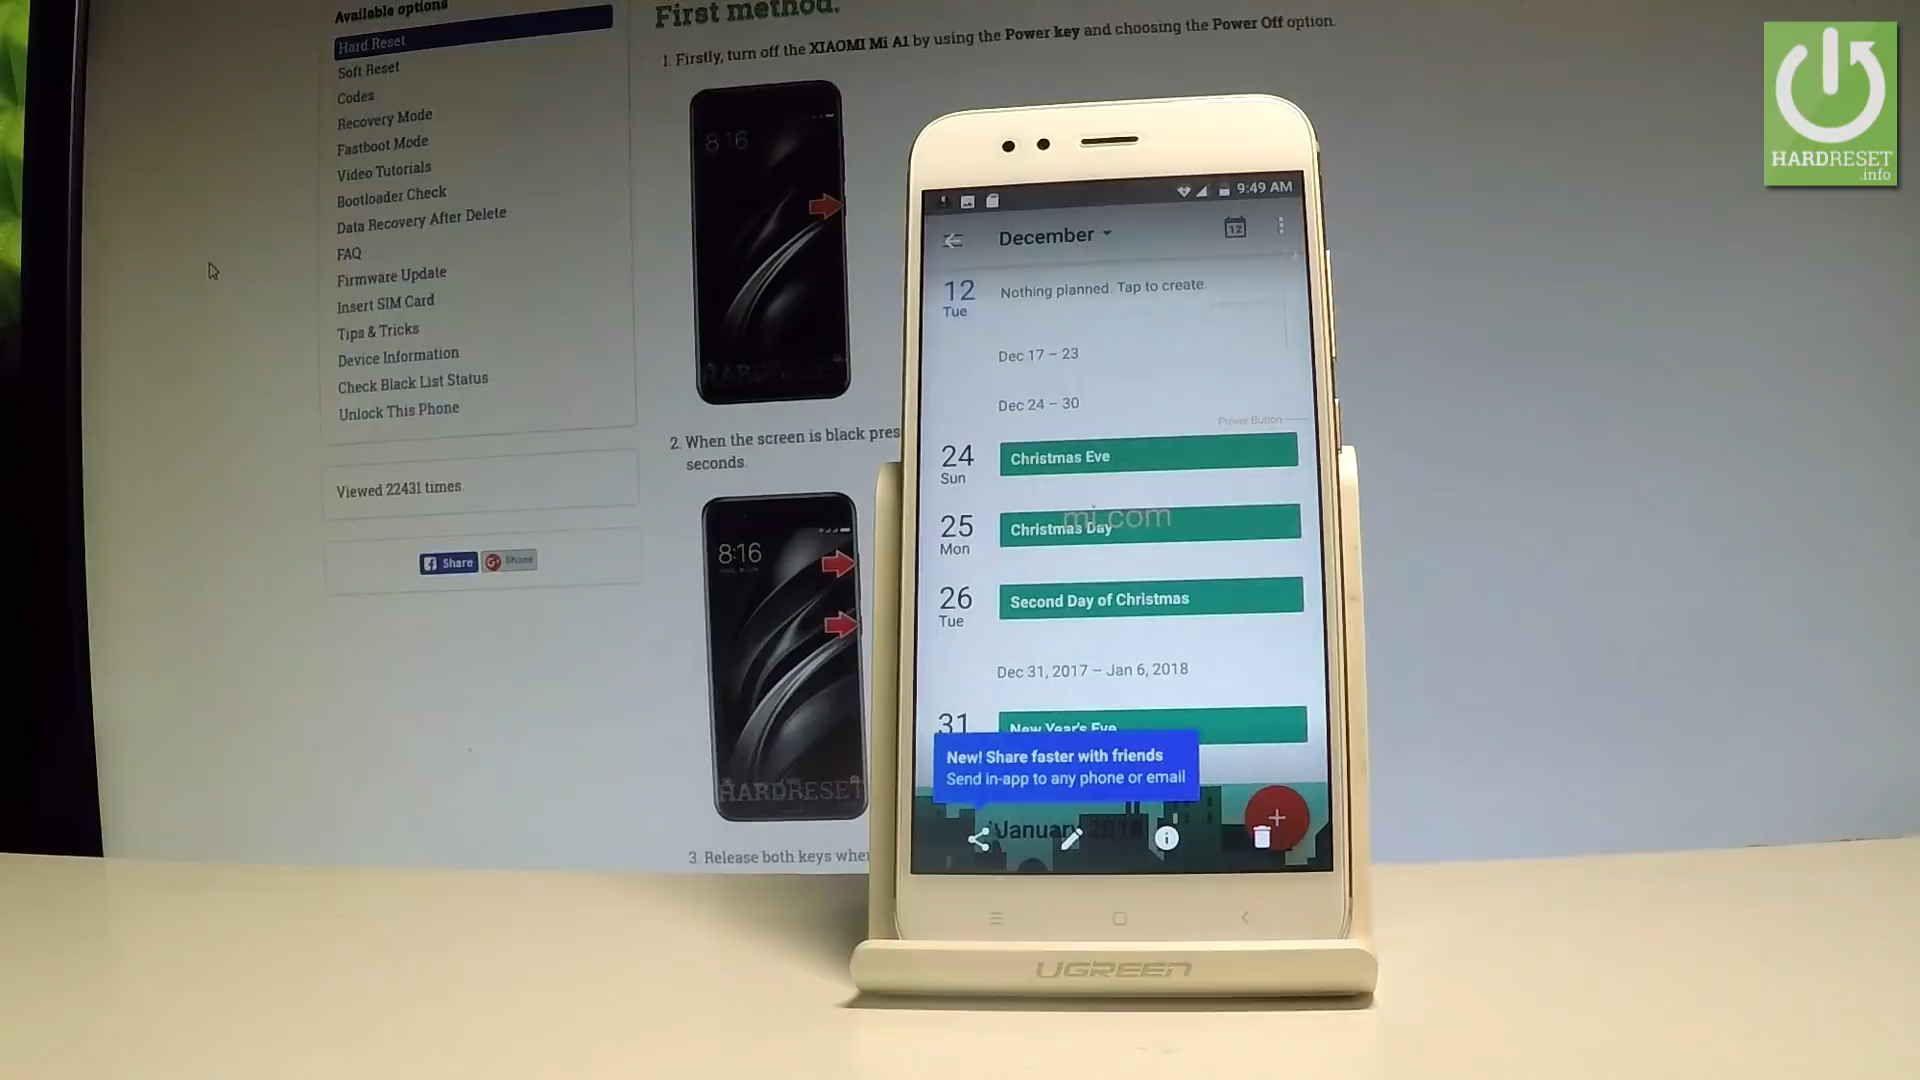 Available options
Hard Reset
Soft Reset
Codes
Recovery Mode
Fastboot Mode
Video Tutorials
Bootloader Check
Data Recovery After Delete
FAQ
Firmware Update
Insert SIM Card
Tips & Tricks
Device Information
Check Black List Status
Unlock This Phone
Viewed 22431 times.
Share
Share
First method:
1. Firstly, turn off the XIAOMI Mi A1 by using the Power key and choosing the Power Off option.
8:16
HARDRESET
2. When the screen is black pres
seconds.
8:16
HARDRESET
3. Release both keys whe
9:49 AM
December
12
12
Tue
Nothing planned. Tap to create.
Dec 17 – 23
Dec 24 – 30
Power Button
24
Sun
Christmas Eve
25
Mon
Christmas Day
mi.com
26
Tue
Second Day of Christmas
Dec 31, 2017 – Jan 6, 2018
31
New Year's Eve
New! Share faster with friends
Send in-app to any phone or email
January
UGREEN
HARDRESET
.info